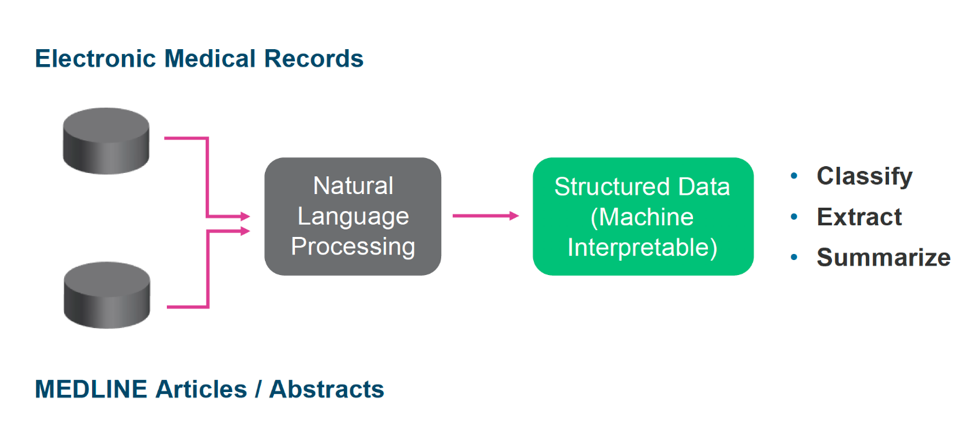 Electronic Medical Records
Natural
Language
Processing
Structured Data
(Machine
Interpretable)
• Classify
• Extract
• Summarize
MEDLINE Articles / Abstracts